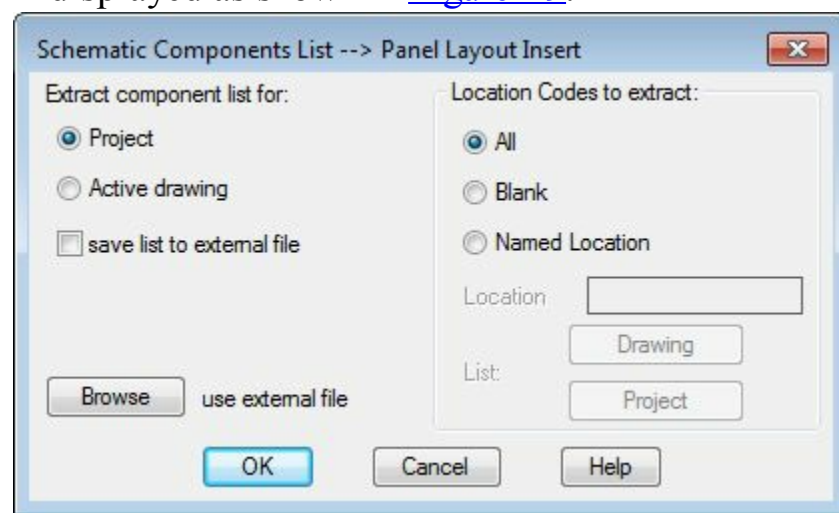 Schematic Components List --> Panel Layout Insert
Extract component list for:
Project
Active drawing
save list to external file
Browse use external file
Location Codes to extract:
All
Blank
Named Location
Location
List:
Drawing
Project
OK Cancel Help